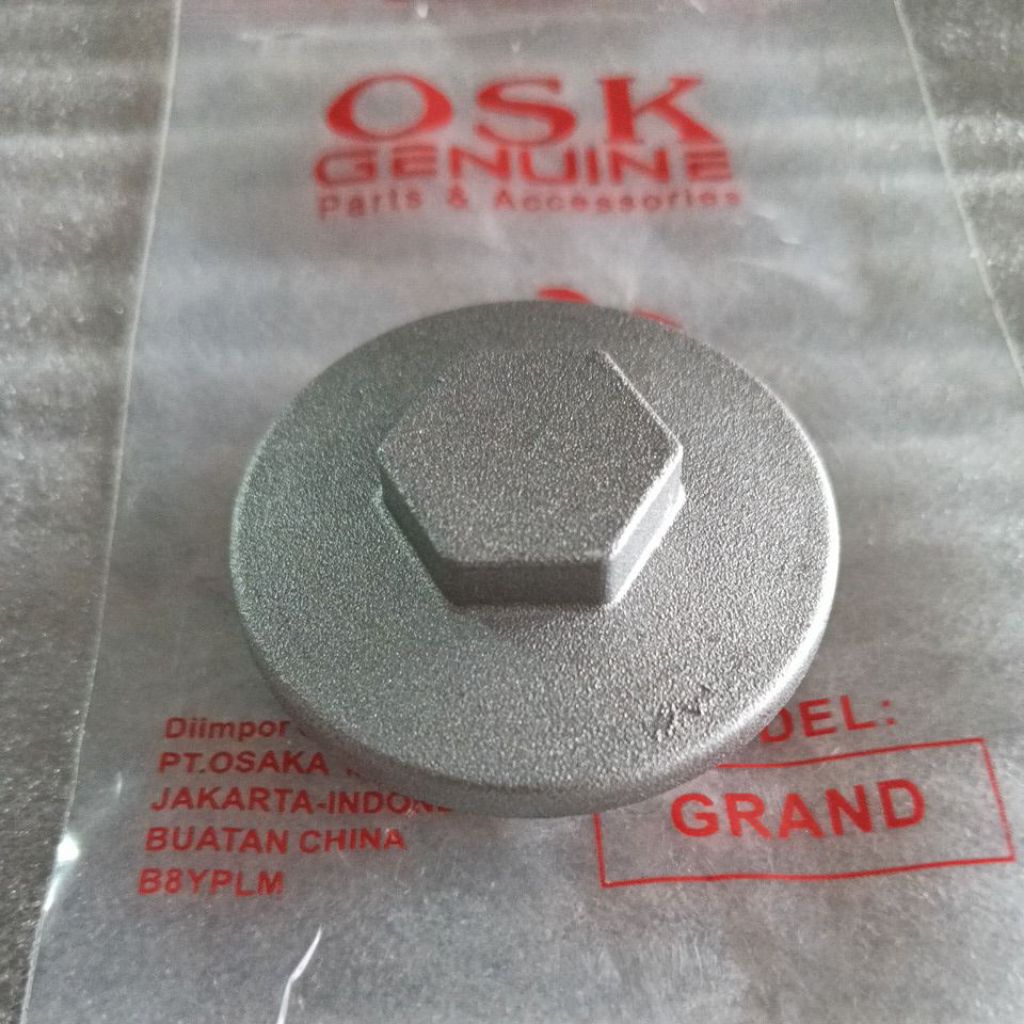 OSK
GENUINE
Parts & Accessories
Diimpor
PT.OSAKA
JAKARTA-INDON
BUATAN CHINA
B8YPLM
DEL:
GRAND